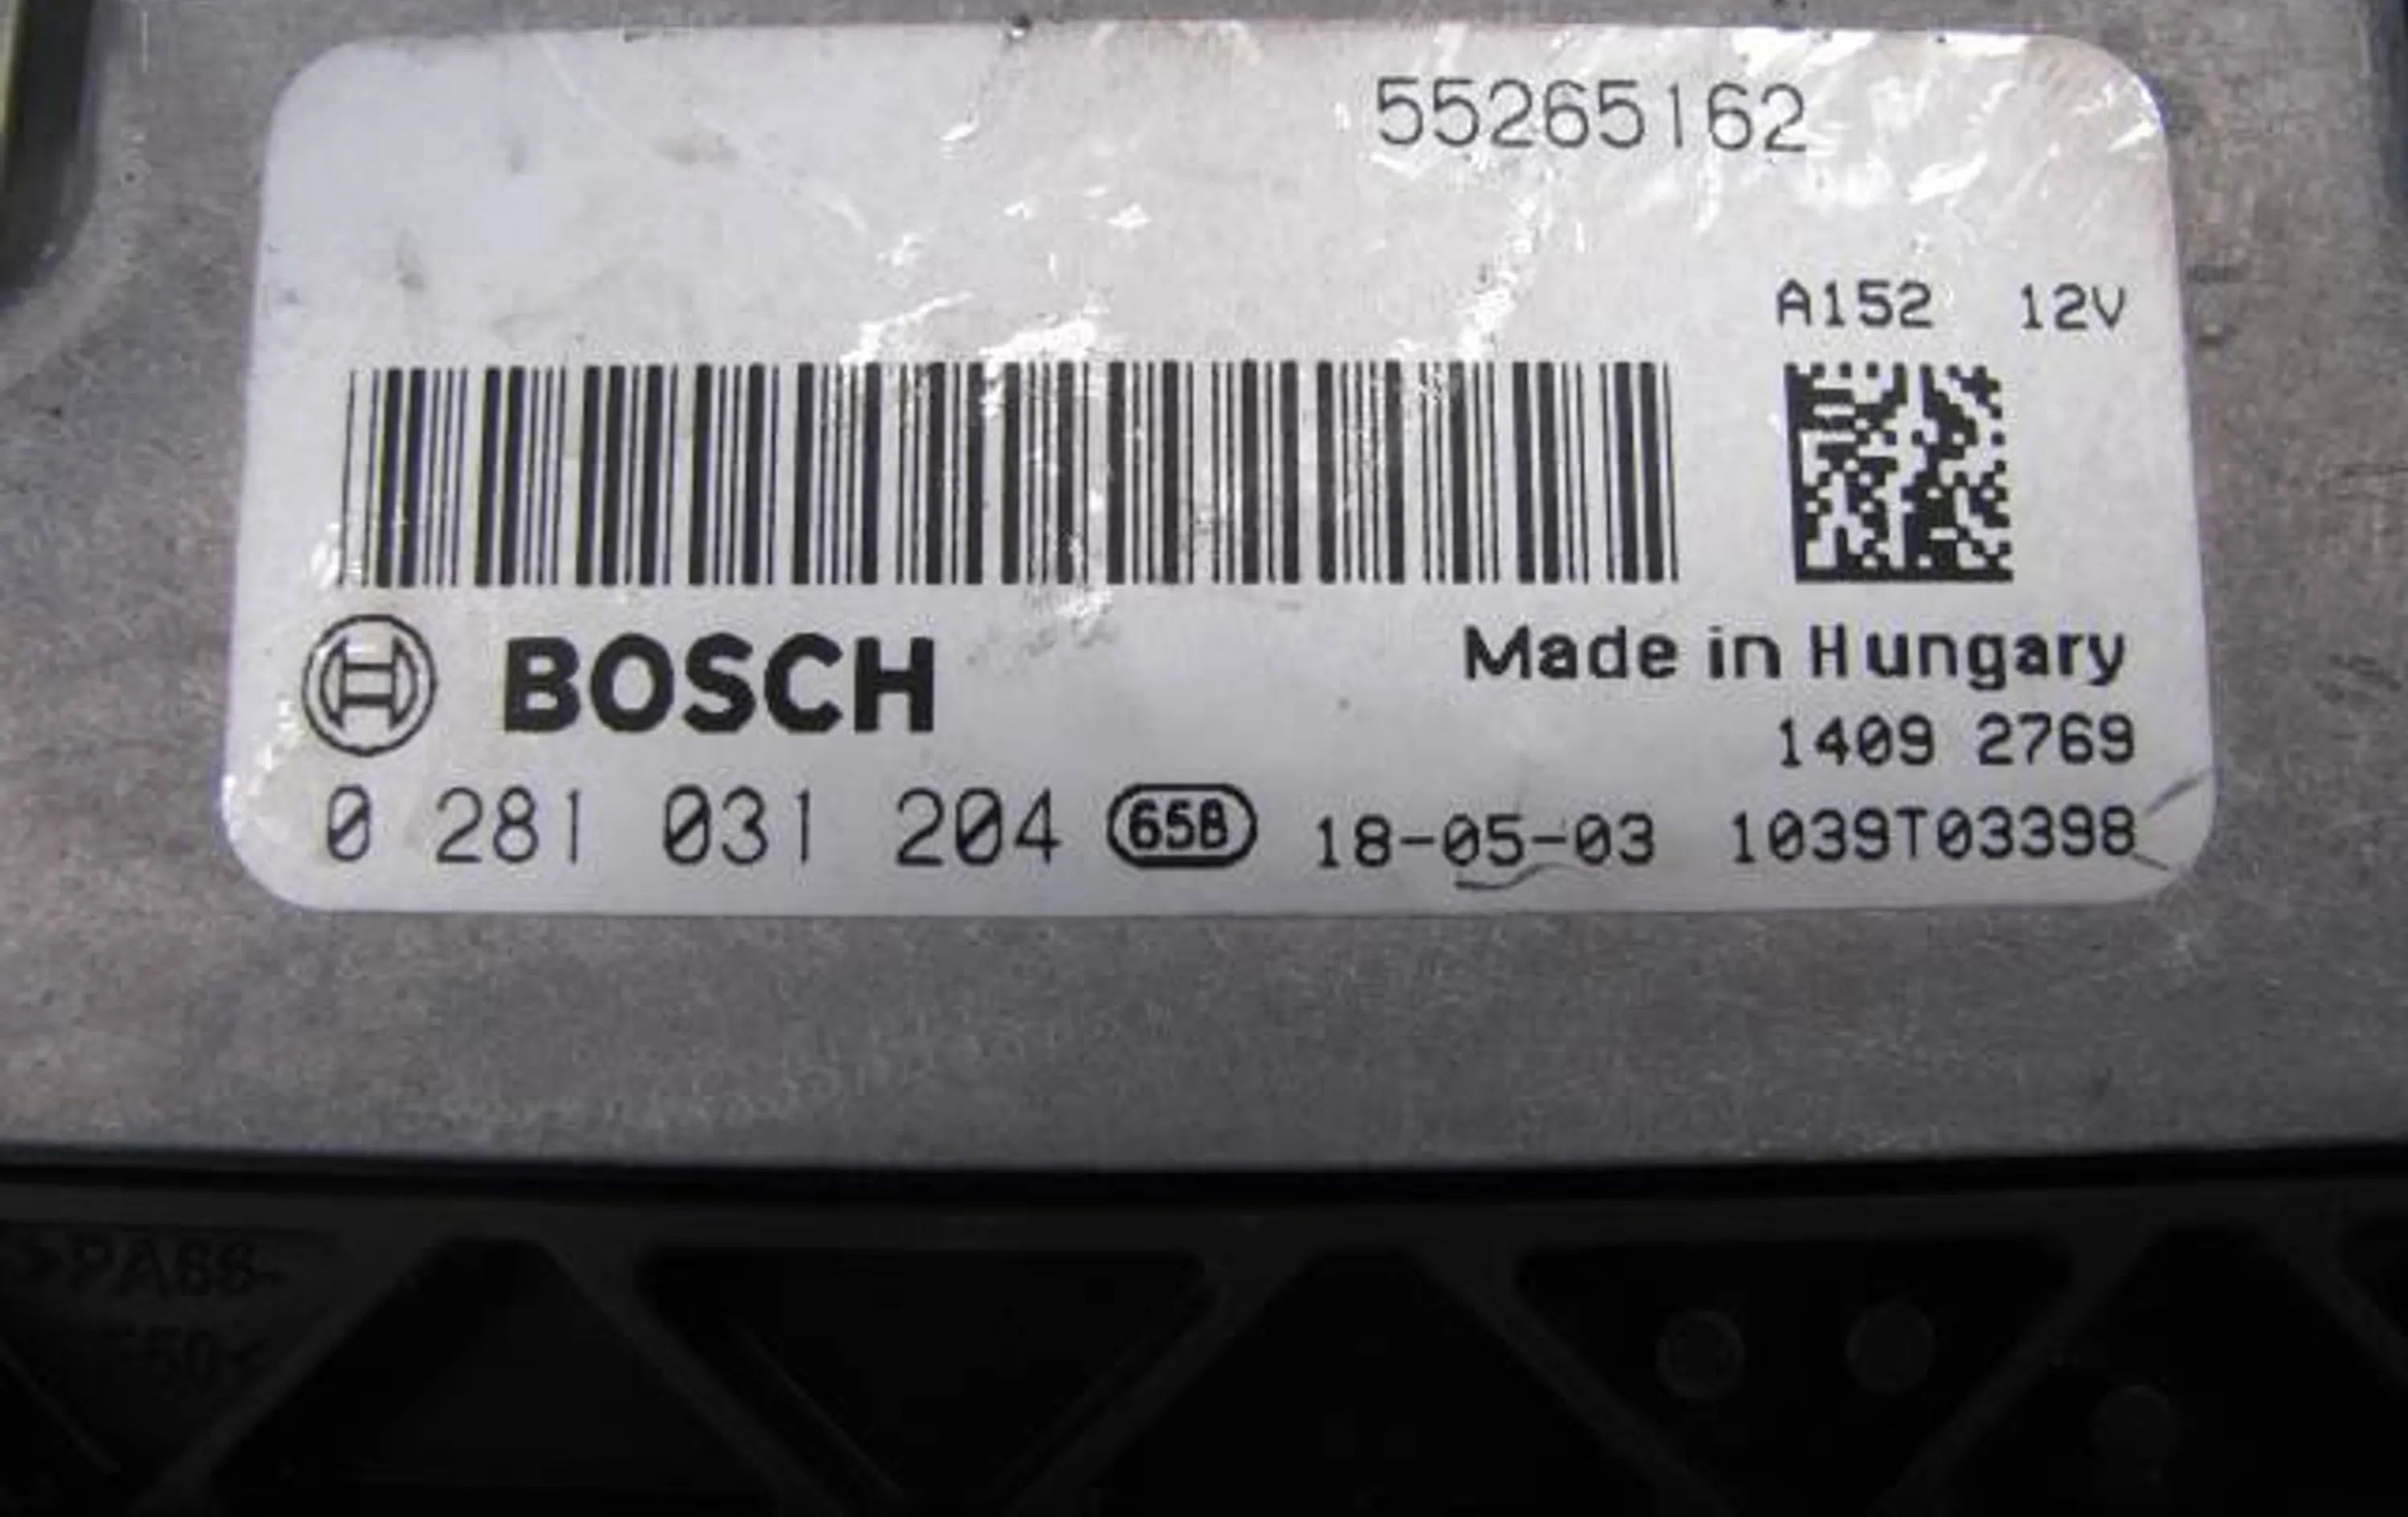 55265162
A152 12V
BOSCH
Made in Hungary
1409 2769
0 281 031 204 658 18-05-03 1039T03398